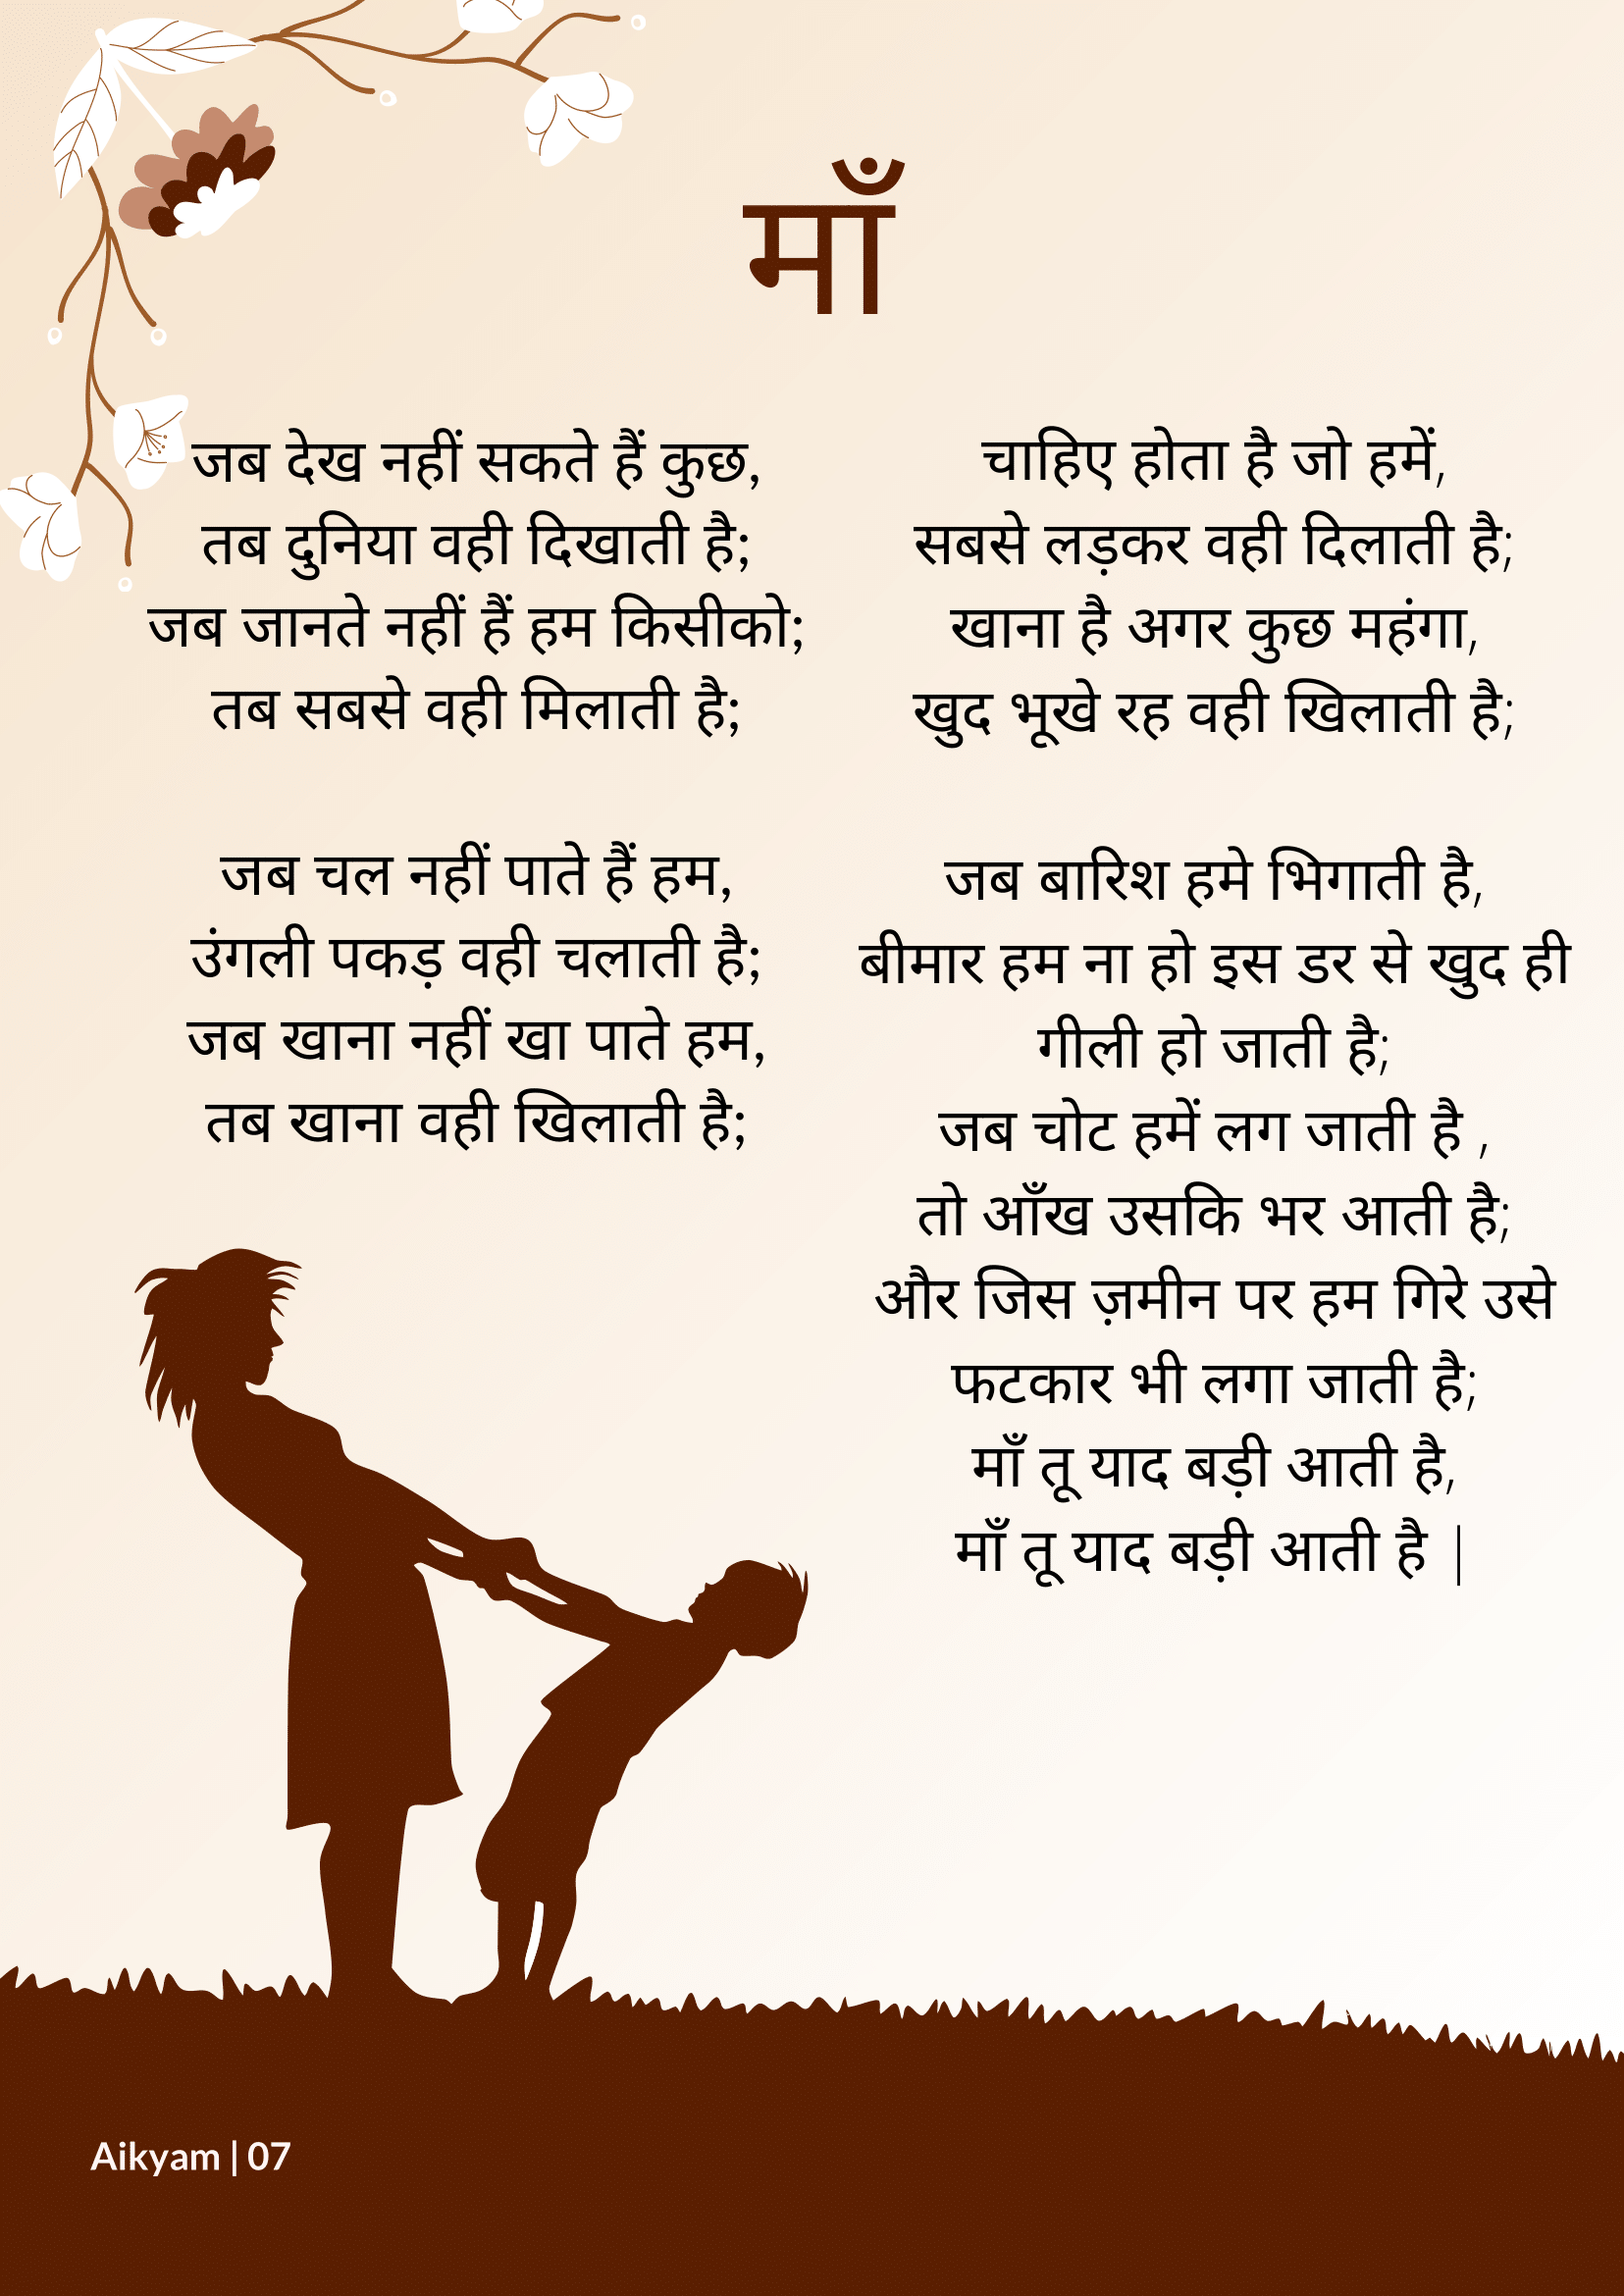 माँ
जब देख नहीं सकते हैं कुछ,
तब दुनिया वही दिखाती है;
जब जानते नहीं हैं हम किसीको;
तब सबसे वही मिलाती है;
जब चल नहीं पाते हैं हम,
उंगली पकड़ वही चलाती है;
जब खाना नहीं खा पाते हम,
तब खाना वही खिलाती है;
चाहिए होता है जो हमें,
सबसे लड़कर वही दिलाती है;
खाना है अगर कुछ महंगा,
खुद भूखे रह वही खिलाती है;
जब बारिश हमे भिगाती है,
बीमार हम ना हो इस डर से खुद ही
गीली हो जाती है;
जब चोट हमें लग जाती है ,
तो आँख उसकि भर आती है;
और जिस ज़मीन पर हम गिरे उसे
फटकार भी लगा जाती है;
माँ तू याद बड़ी आती है,
माँ तू याद बड़ी आती है |
Aikyam | 07